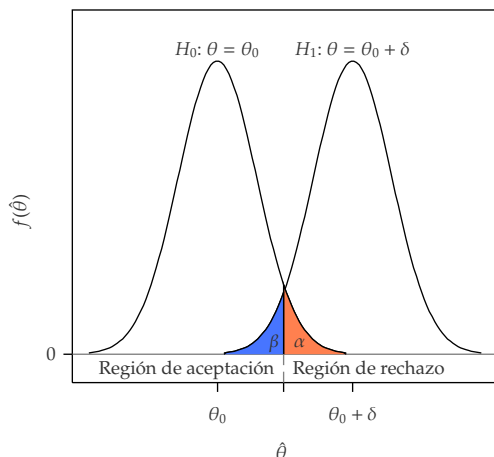 H₀: θ = θ₀
H₁: θ = θ₀ + δ
f(θ̂)
0
β
α
Región de aceptación
Región de rechazo
θ₀
θ₀ + δ
θ̂